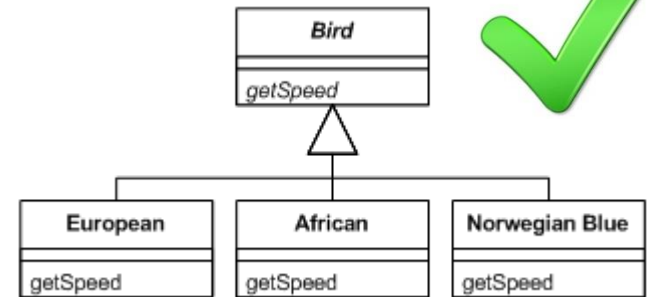 Bird
getSpeed
European
African
Norwegian Blue
getSpeed
getSpeed
getSpeed